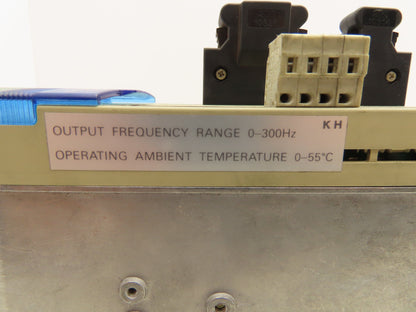 KH
OUTPUT FREQUENCY RANGE 0-300Hz
OPERATING AMBIENT TEMPERATURE 0-55°C